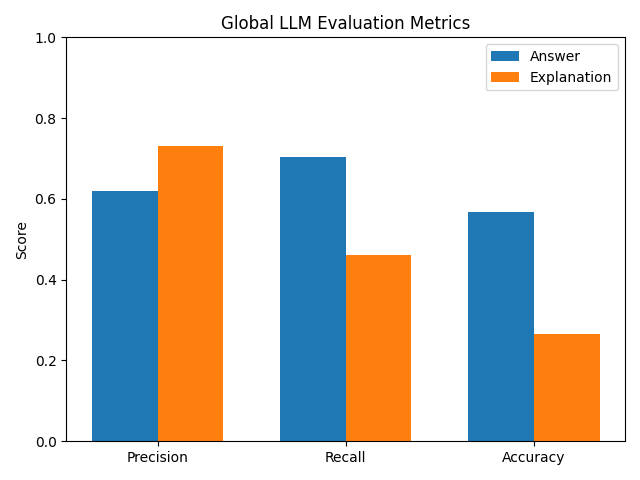 Global LLM Evaluation Metrics
Answer
Explanation
Score
1.0
0.8
0.6
0.4
0.2
0.0
Precision Recall Accuracy